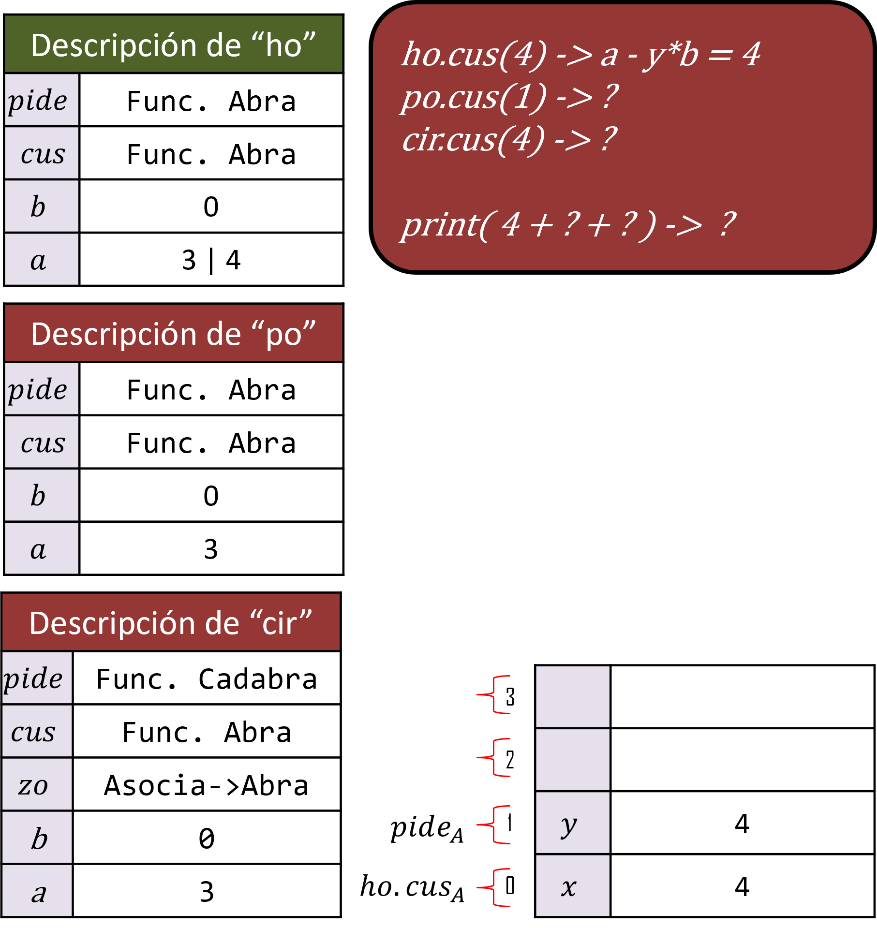 Descripción de “ho”
pide Func. Abra
cus Func. Abra
b 0
a 3 | 4
ho.cus(4) -> a - y*b = 4
po.cus(1) -> ?
cir.cus(4) -> ?
print( 4 + ? + ? ) -> ?
Descripción de “po”
pide Func. Abra
cus Func. Abra
b 0
a 3
Descripción de “cir”
pide Func. Cadabra
cus Func. Abra
zo Asocia->Abra
b 0
a 3
3
2
pide_A 1 y 4
ho.cus_A 0 x 4